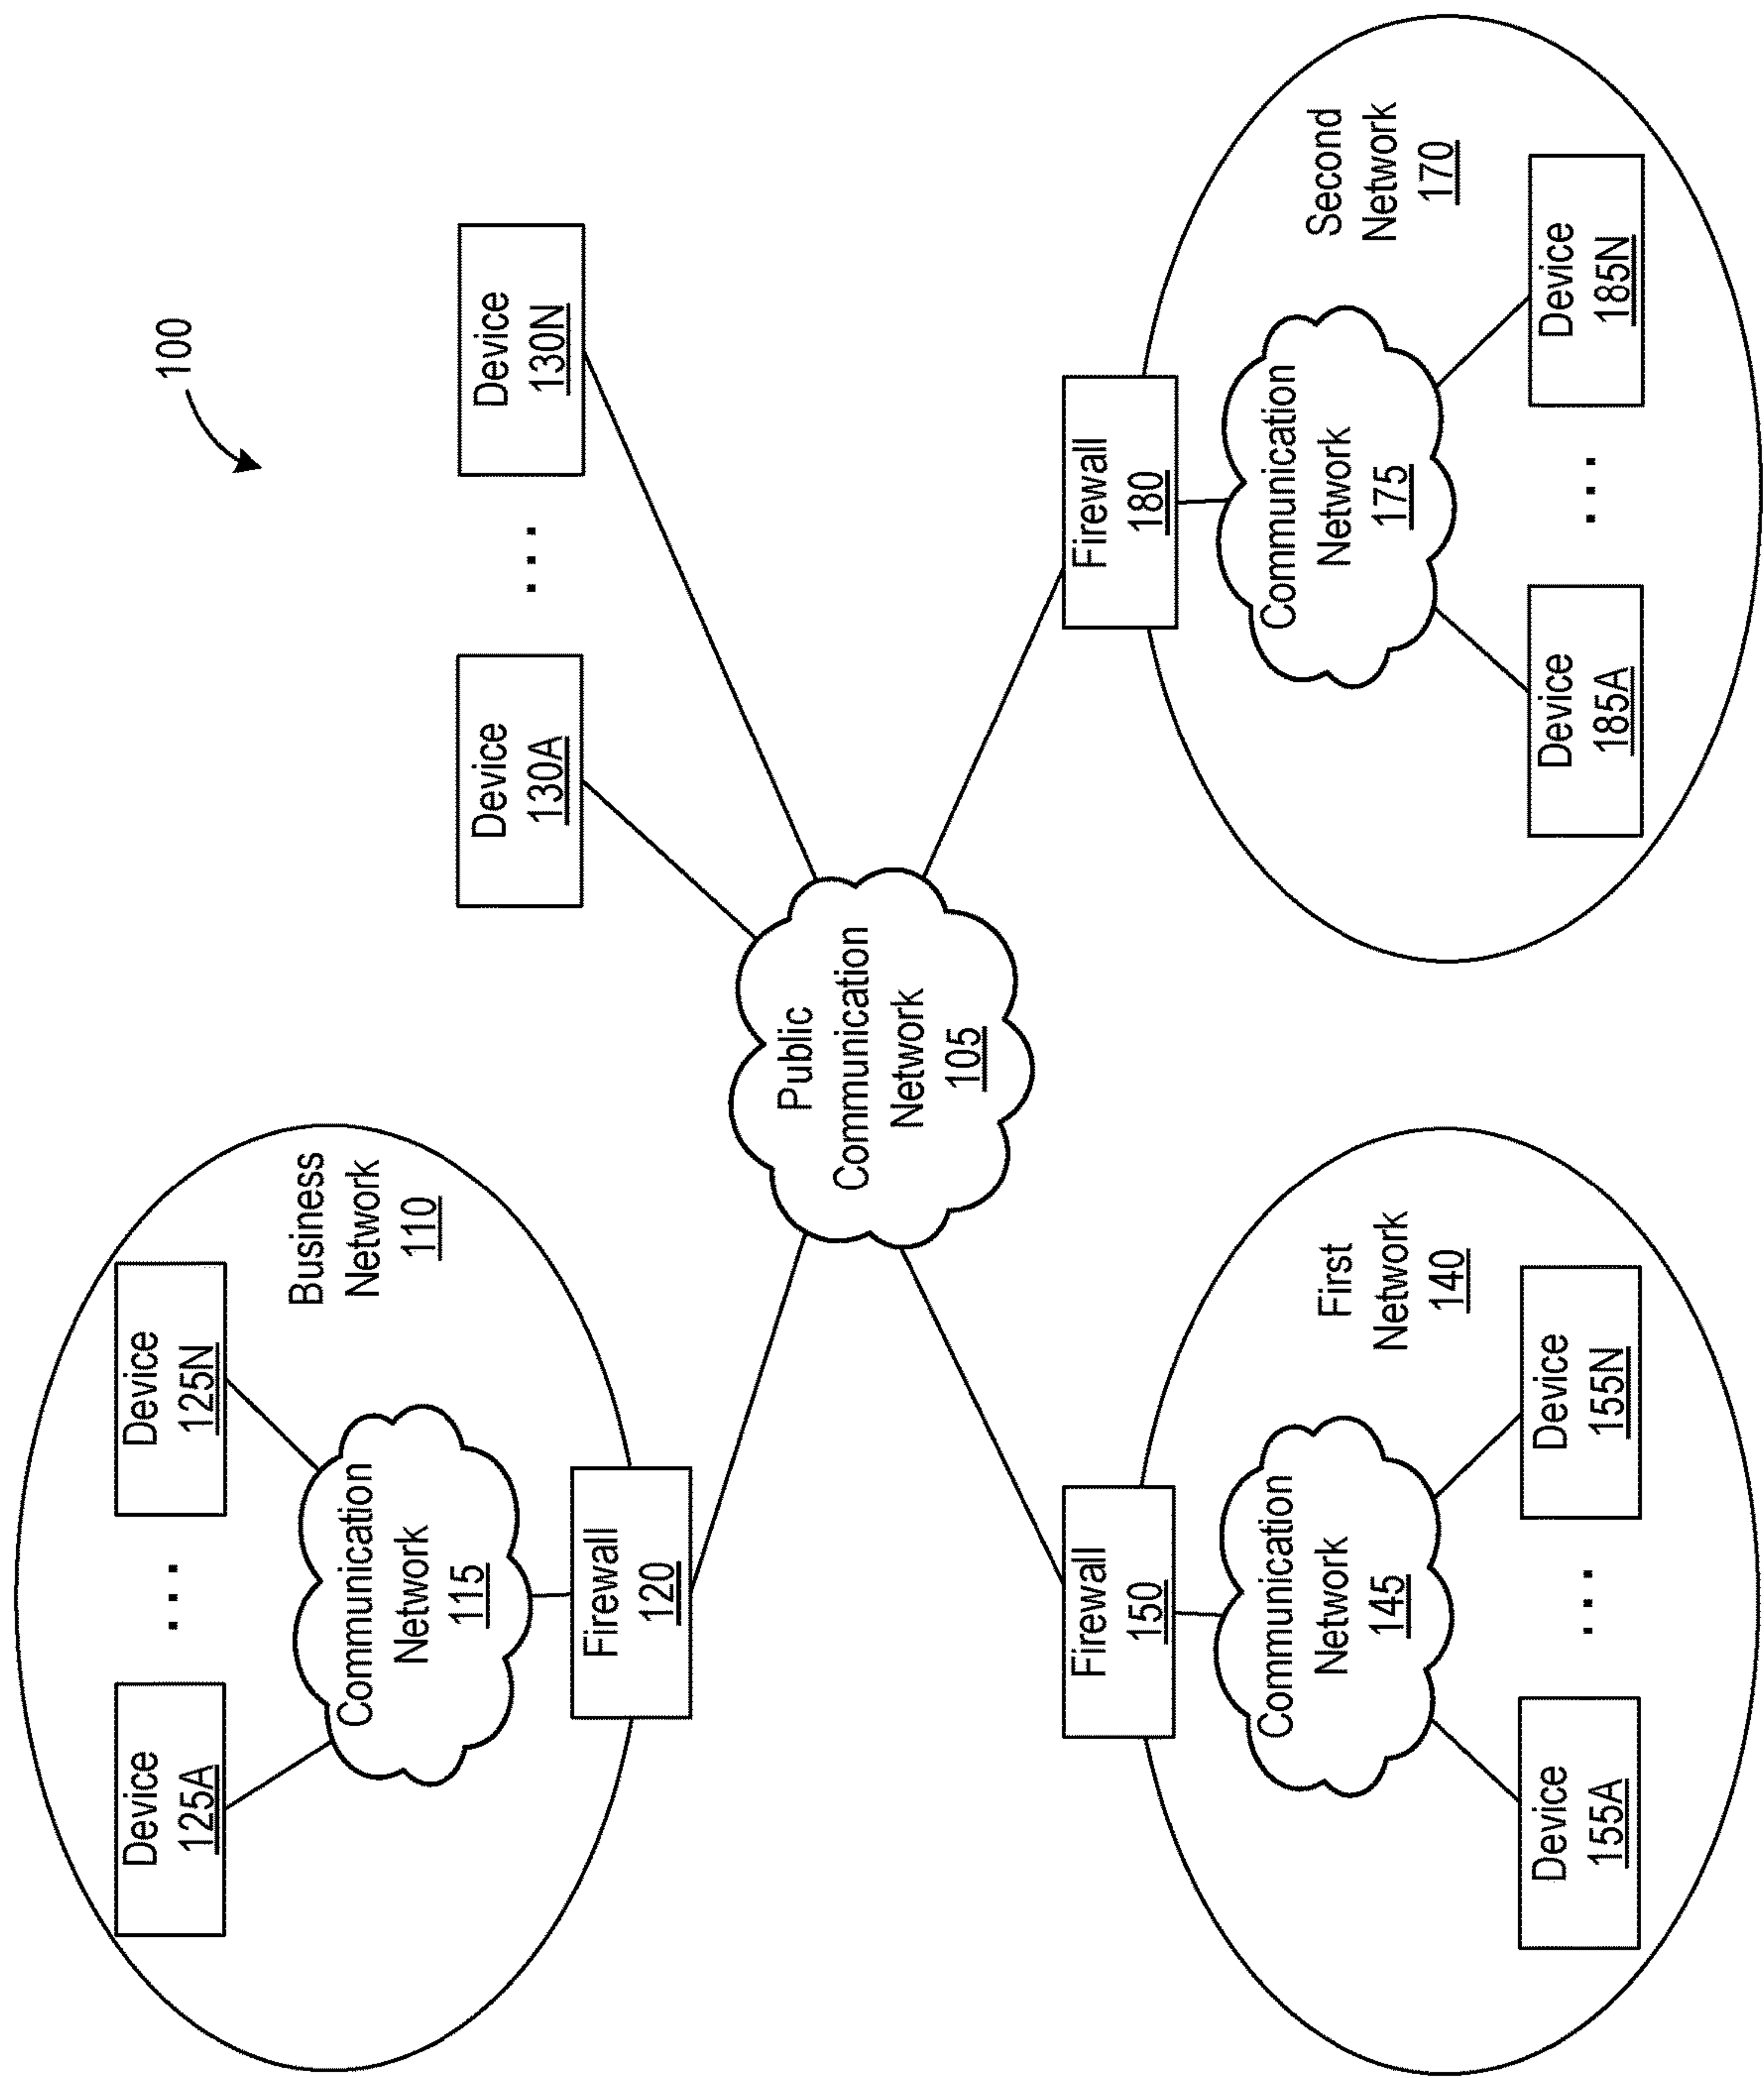 100
Device
125A
...
Device
125N
Business
Network
110
Communication
Network
115
Firewall
120
Device
130A
...
Device
130N
Public
Communication
Network
105
Firewall
150
Communication
Network
145
First
Network
140
Device
155A
...
Device
155N
Firewall
180
Communication
Network
175
Second
Network
170
Device
185A
...
Device
185N